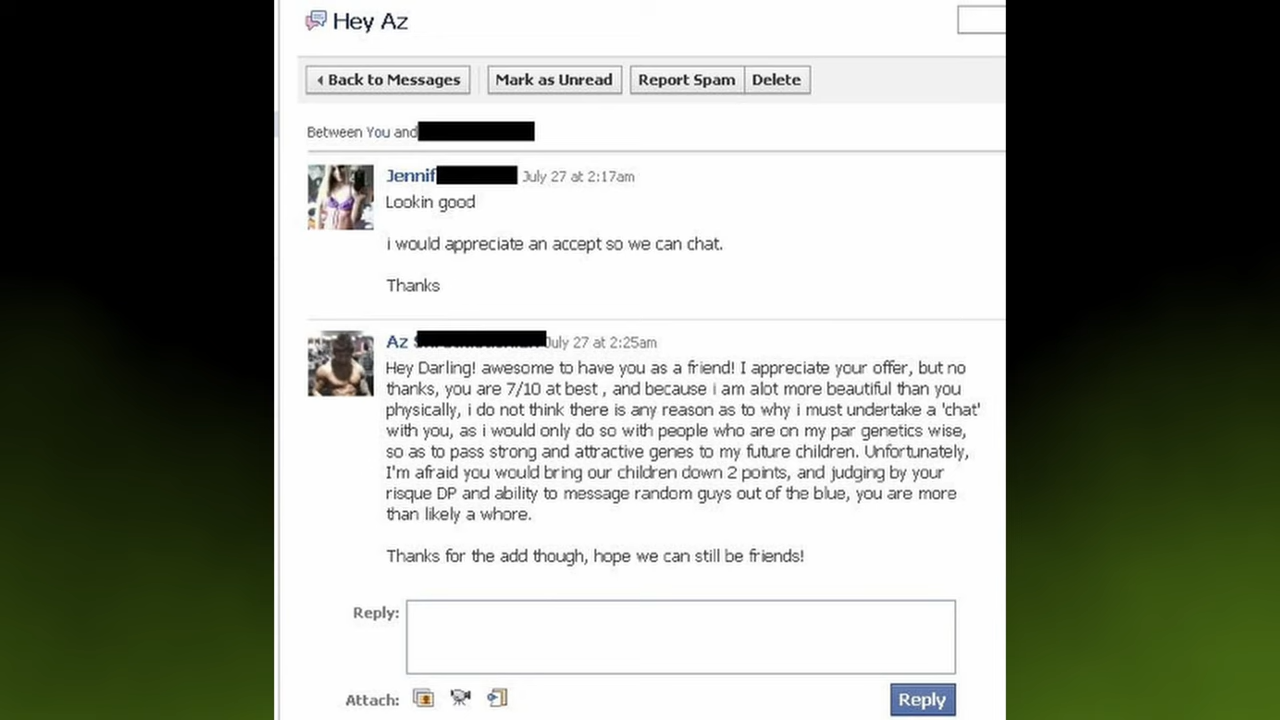 Hey Az
Back to Messages
Mark as Unread
Report Spam
Delete
Between You and
Jennif
July 27 at 2:17am
Lookin good
i would appreciate an accept so we can chat.
Thanks
Az
July 27 at 2:25am
Hey Darling! awesome to have you as a friend! I appreciate your offer, but no
thanks, you are 7/10 at best , and because i am alot more beautiful than you
physically, i do not think there is any reason as to why i must undertake a 'chat'
with you, as i would only do so with people who are on my par genetics wise,
so as to pass strong and attractive genes to my future children. Unfortunately,
I'm afraid you would bring our children down 2 points, and judging by your
risque DP and ability to message random guys out of the blue, you are more
than likely a whore.
Thanks for the add though, hope we can still be friends!
Reply:
Attach:
Reply